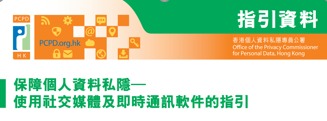 PCPD
PCPD.org.hk
HK
指引資料
香港個人資料私隱專員公署
Office of the Privacy Commissioner
for Personal Data, Hong Kong
保障個人資料私隱—
使用社交媒體及即時通訊軟件的指引